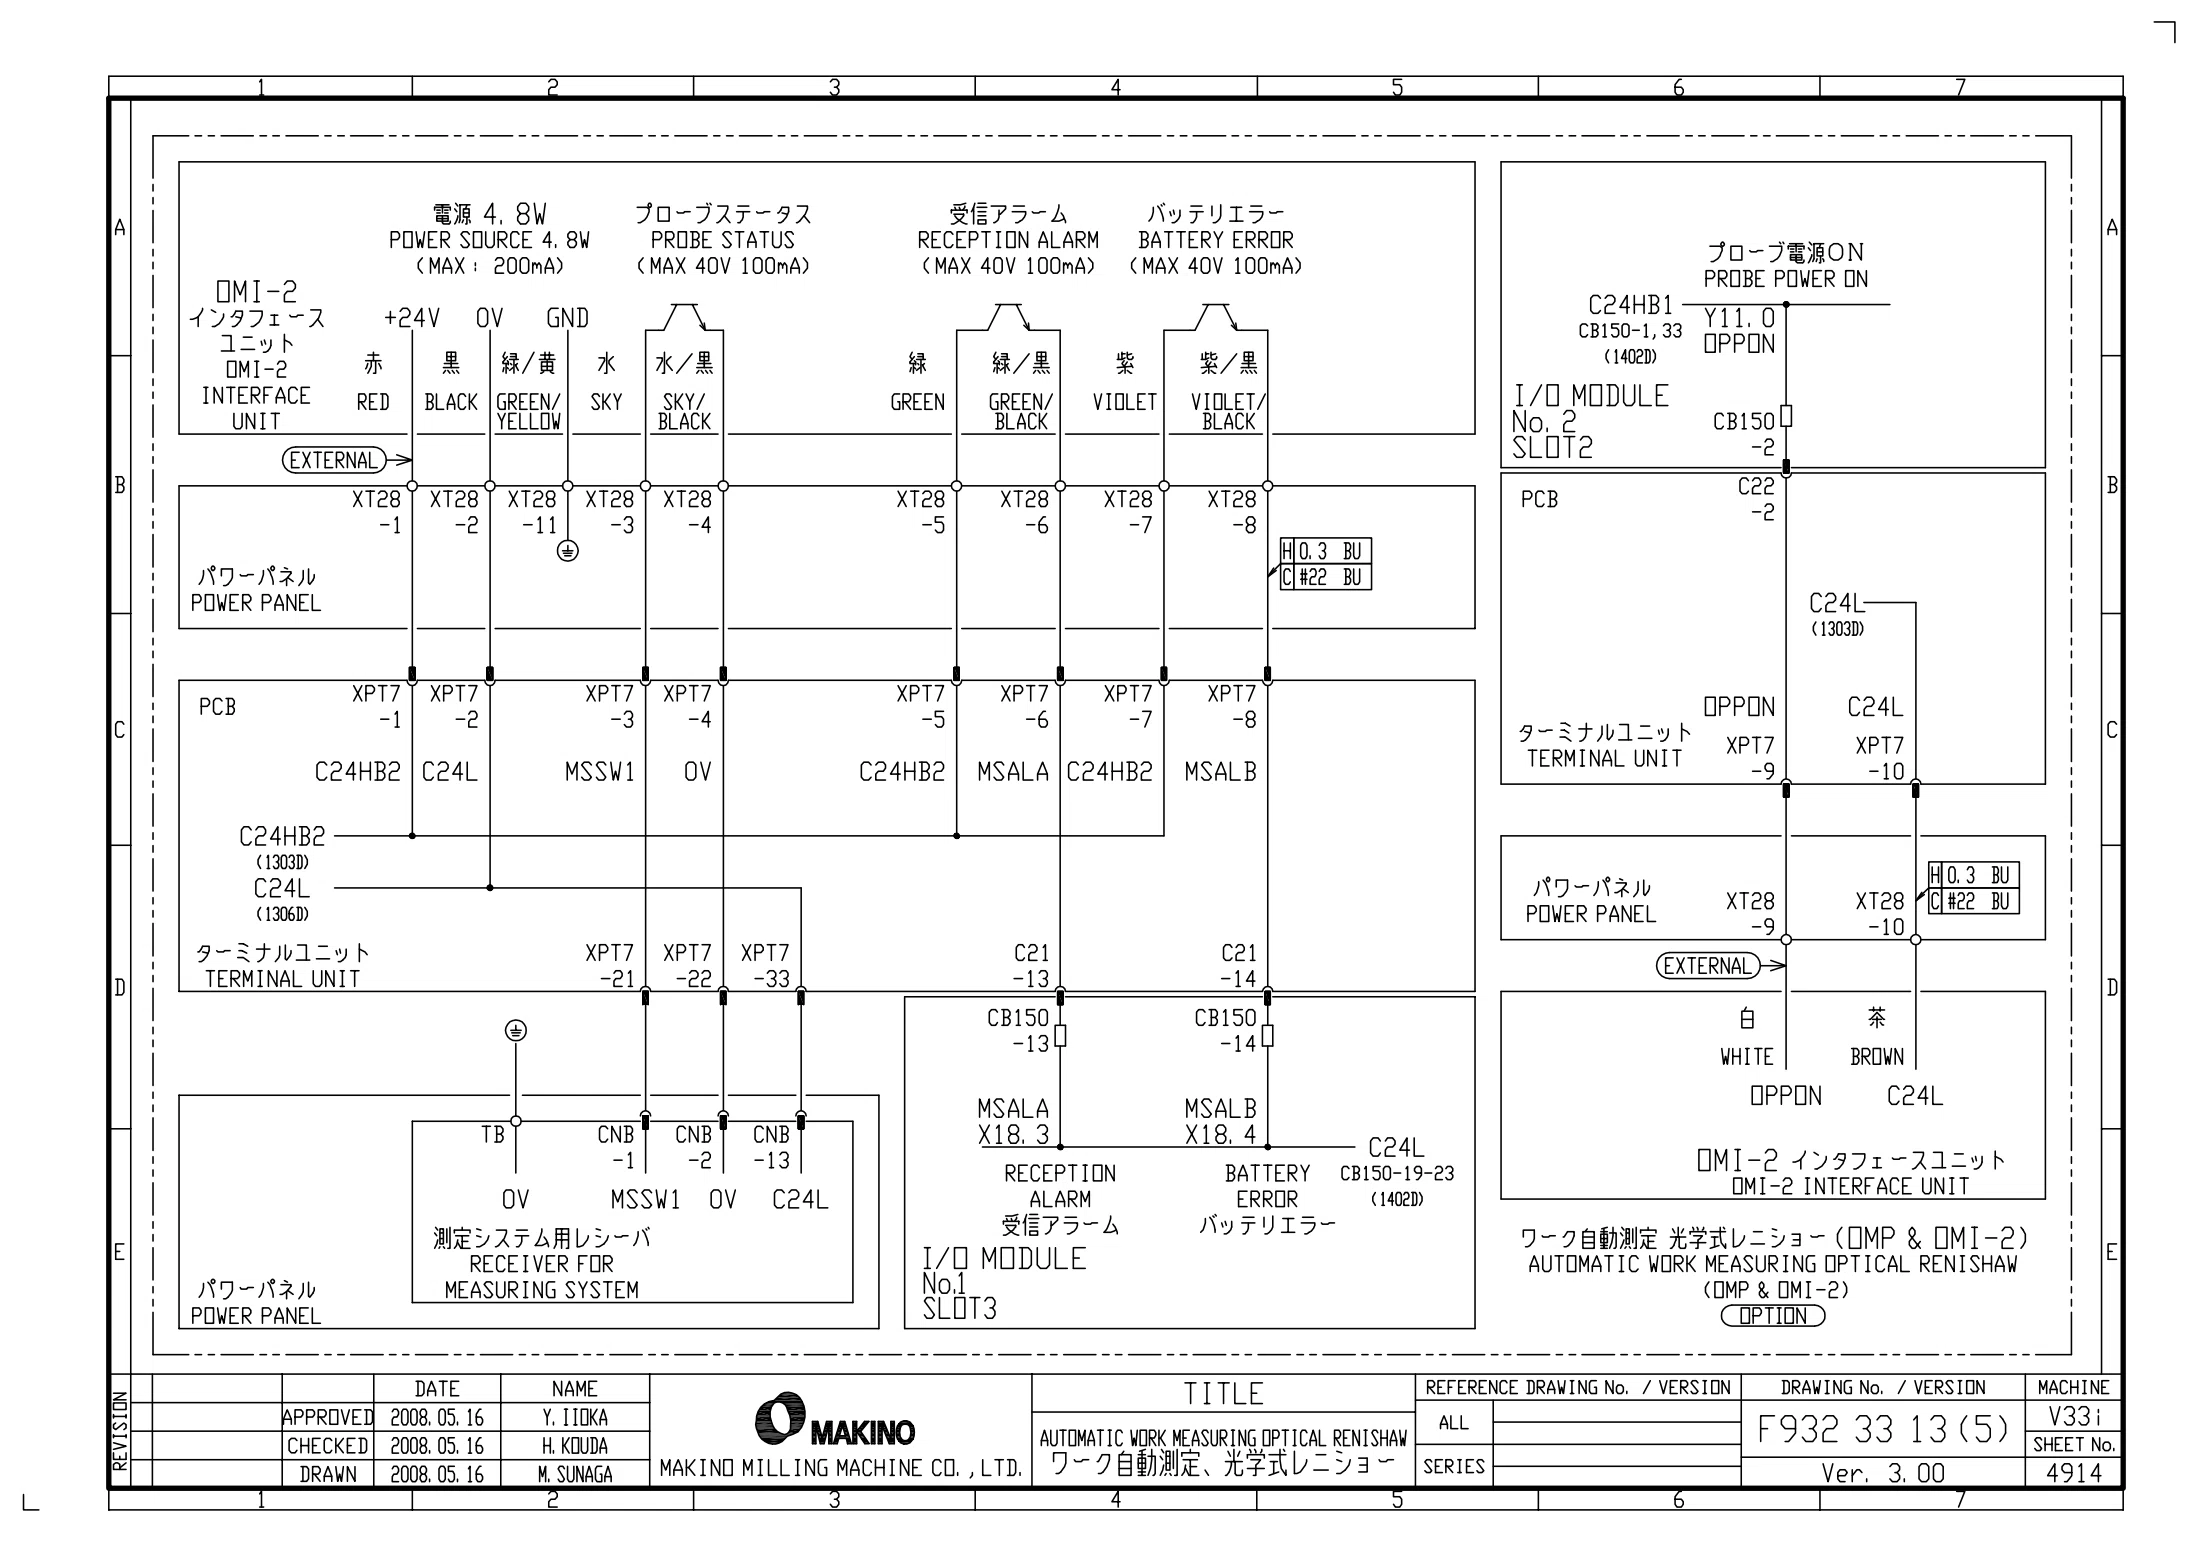 1 2 3 4 5 6 7
A A
B B
C C
D D
E E
電源 4.8W
POWER SOURCE 4.8W
(MAX: 200mA)
プローブステータス
PROBE STATUS
(MAX 40V 100mA)
受信アラーム
RECEPTION ALARM
(MAX 40V 100mA)
バッテリエラー
BATTERY ERROR
(MAX 40V 100mA)
OMI-2
インタフェース
ユニット
OMI-2
INTERFACE
UNIT
+24V 0V GND
赤 黒 緑/黄 水 水/黒 緑 緑/黒 紫 紫/黒
RED BLACK GREEN/ SKY SKY/ GREEN GREEN/ VIOLET VIOLET/
YELLOW BLACK BLACK BLACK
EXTERNAL
XT28 XT28 XT28 XT28 XT28 XT28 XT28 XT28 XT28
-1 -2 -11 -3 -4 -5 -6 -7 -8
H 0.3 BU
C #22 BU
パワーパネル
POWER PANEL
PCB
XPT7 XPT7 XPT7 XPT7 XPT7 XPT7 XPT7 XPT7
-1 -2 -3 -4 -5 -6 -7 -8
C24HB2 C24L MSSW1 0V C24HB2 MSALA C24HB2 MSALB
C24HB2
(1303D)
C24L
(1306D)
ターミナルユニット
TERMINAL UNIT
XPT7 XPT7 XPT7 C21 C21
-21 -22 -33 -13 -14
TB CNB CNB CNB
-1 -2 -13
0V MSSW1 0V C24L
測定システム用レシーバ
RECEIVER FOR
MEASURING SYSTEM
パワーパネル
POWER PANEL
CB150 CB150
-13 -14
MSALA MSALB
X18.3 X18.4
C24L
CB150-19-23
(1402D)
RECEPTION
ALARM
受信アラーム
BATTERY
ERROR
バッテリエラー
I/O MODULE
No.1
SLOT3
プローブ電源ON
PROBE POWER ON
C24HB1
CB150-1,33
(1402D)
Y11.0
OPPON
I/O MODULE
No.2
SLOT2
CB150
-2
PCB
C22
-2
C24L
(1303D)
OPPON C24L
ターミナルユニット
TERMINAL UNIT
XPT7 XPT7
-9 -10
パワーパネル
POWER PANEL
XT28 XT28
-9 -10
H 0.3 BU
C #22 BU
EXTERNAL
白 茶
WHITE BROWN
OPPON C24L
OMI-2 インタフェースユニット
OMI-2 INTERFACE UNIT
ワーク自動測定 光学式レニショー(OMP & OMI-2)
AUTOMATIC WORK MEASURING OPTICAL RENISHAW
(OMP & OMI-2)
OPTION
REVISION
DATE NAME
APPROVED 2008.05.16 Y.IIOKA
CHECKED 2008.05.16 H.KOUDA
DRAWN 2008.05.16 M.SUNAGA
MAKINO
MAKINO MILLING MACHINE CO.,LTD.
TITLE
AUTOMATIC WORK MEASURING OPTICAL RENISHAW
ワーク自動測定、光学式レニショー
REFERENCE DRAWING No. / VERSION
ALL
SERIES
DRAWING No. / VERSION
F932 33 13(5)
Ver. 3.00
MACHINE
V33i
SHEET No.
4914
1 2 3 4 5 6 7